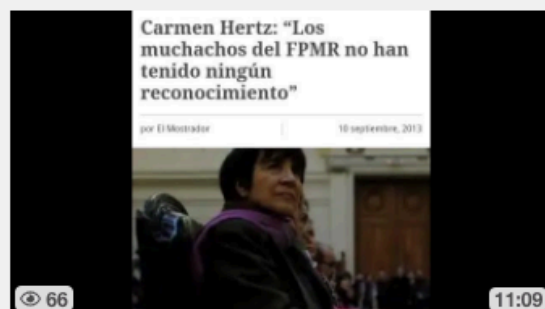 Carmen Hertz: “Los
muchachos del FPMR no han
tenido ningún
reconocimiento”
por El Mostrador
10 septiembre, 2013
66
11:09